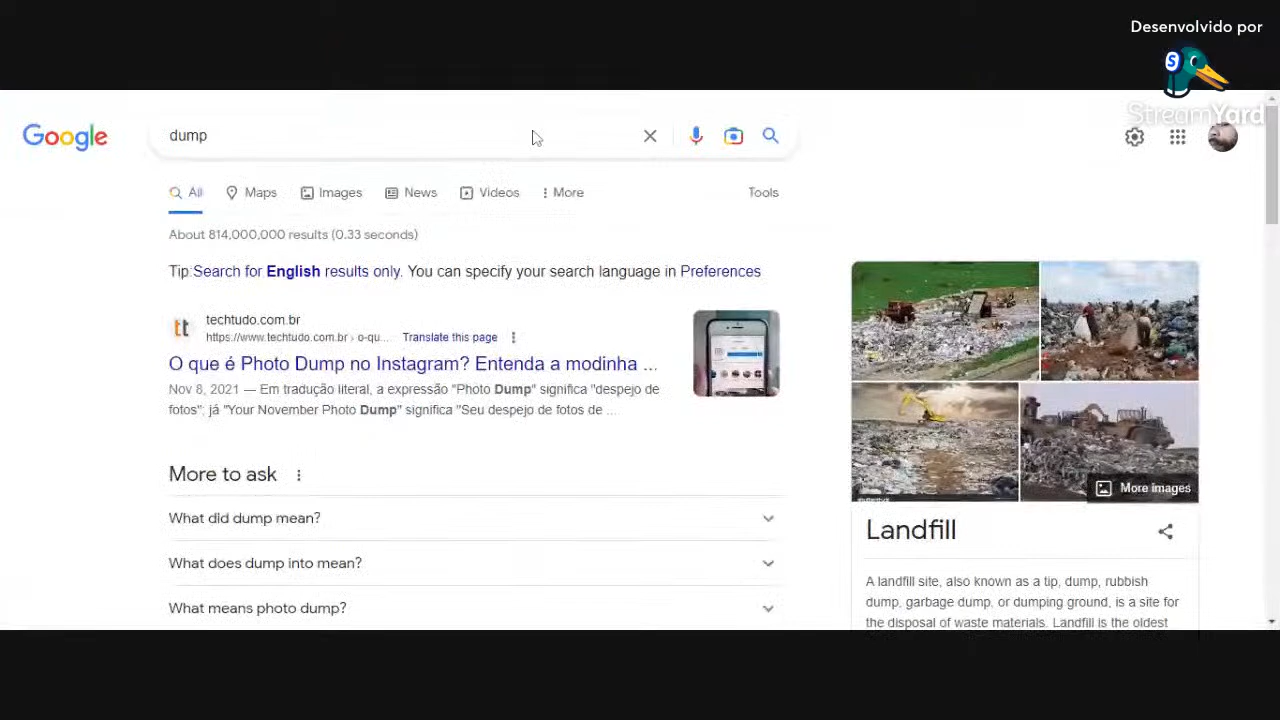 Desenvolvido por
StreamYard
Google
dump
All
Maps
Images
News
Videos
More
Tools
About 814,000,000 results (0.33 seconds)
Tip: Search for English results only. You can specify your search language in Preferences
tt
techtudo.com.br
https://www.techtudo.com.br › o-qu... Translate this page
O que é Photo Dump no Instagram? Entenda a modinha ...
Nov 8, 2021 — Em tradução literal, a expressão "Photo Dump" significa "despejo de
fotos"; já "Your November Photo Dump" significa "Seu despejo de fotos de ...
More to ask
What did dump mean?
What does dump into mean?
What means photo dump?
More images
Landfill
A landfill site, also known as a tip, dump, rubbish
dump, garbage dump, or dumping ground, is a site for
the disposal of waste materials. Landfill is the oldest